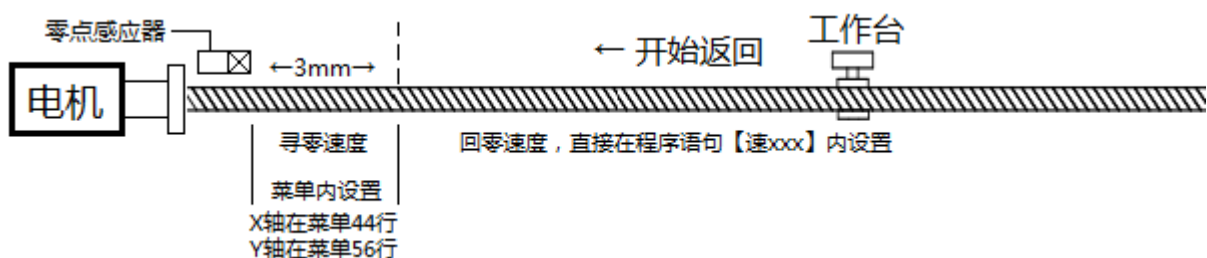 零点感应器
工作台
← 开始返回
←3mm→
电机
寻零速度
回零速度，直接在程序语句【速xxx】内设置
菜单内设置
X轴在菜单44行
Y轴在菜单56行